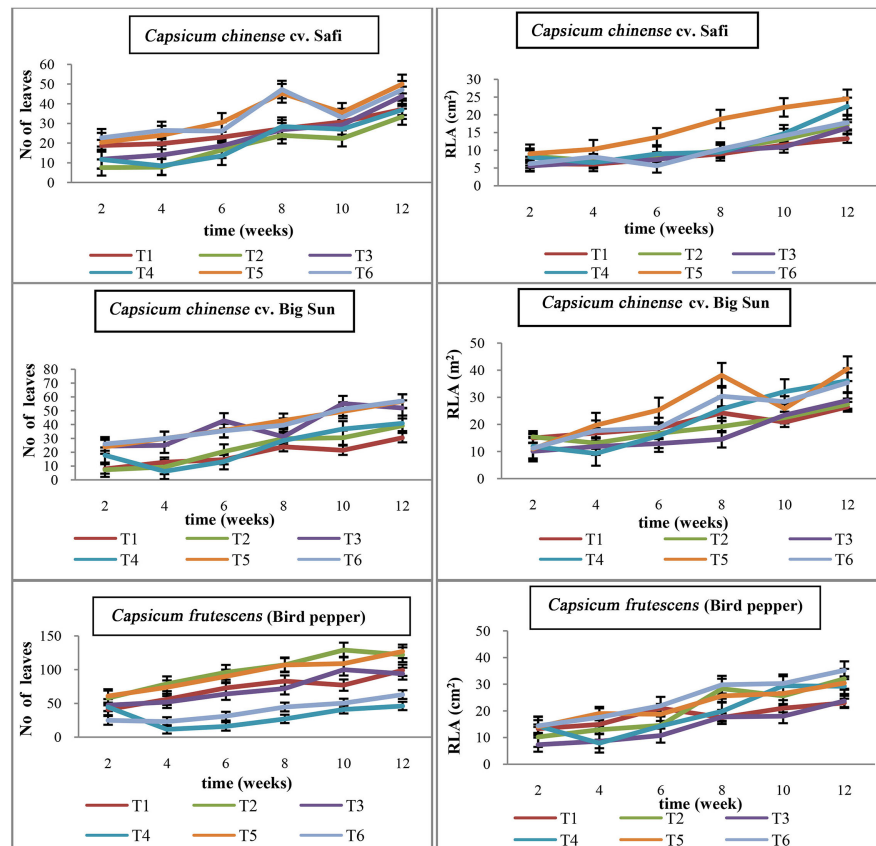 Capsicum chinense cv. Safi
No of leaves
60
50
40
30
20
10
0
2 4 6 8 10 12
time (weeks)
T1 T2 T3
T4 T5 T6
Capsicum chinense cv. Safi
RLA (cm²)
30
25
20
15
10
5
0
2 4 6 8 10 12
time (weeks)
T1 T2 T3
T4 T5 T6
Capsicum chinense cv. Big Sun
No of leaves
80
70
60
50
40
30
20
10
0
2 4 6 8 10 12
time (weeks)
T1 T2 T3
T4 T5 T6
Capsicum chinense cv. Big Sun
RLA (m²)
50
40
30
20
10
0
2 4 6 8 10 12
time (weeks)
T1 T2 T3
T4 T5 T6
Capsicum frutescens (Bird pepper)
No of leaves
150
100
50
0
2 4 6 8 10 12
time (weeks)
T1 T2 T3
T4 T5 T6
Capsicum frutescens (Bird pepper)
RLA (cm²)
50
40
30
20
10
0
2 4 6 8 10 12
time (week)
T1 T2 T3
T4 T5 T6